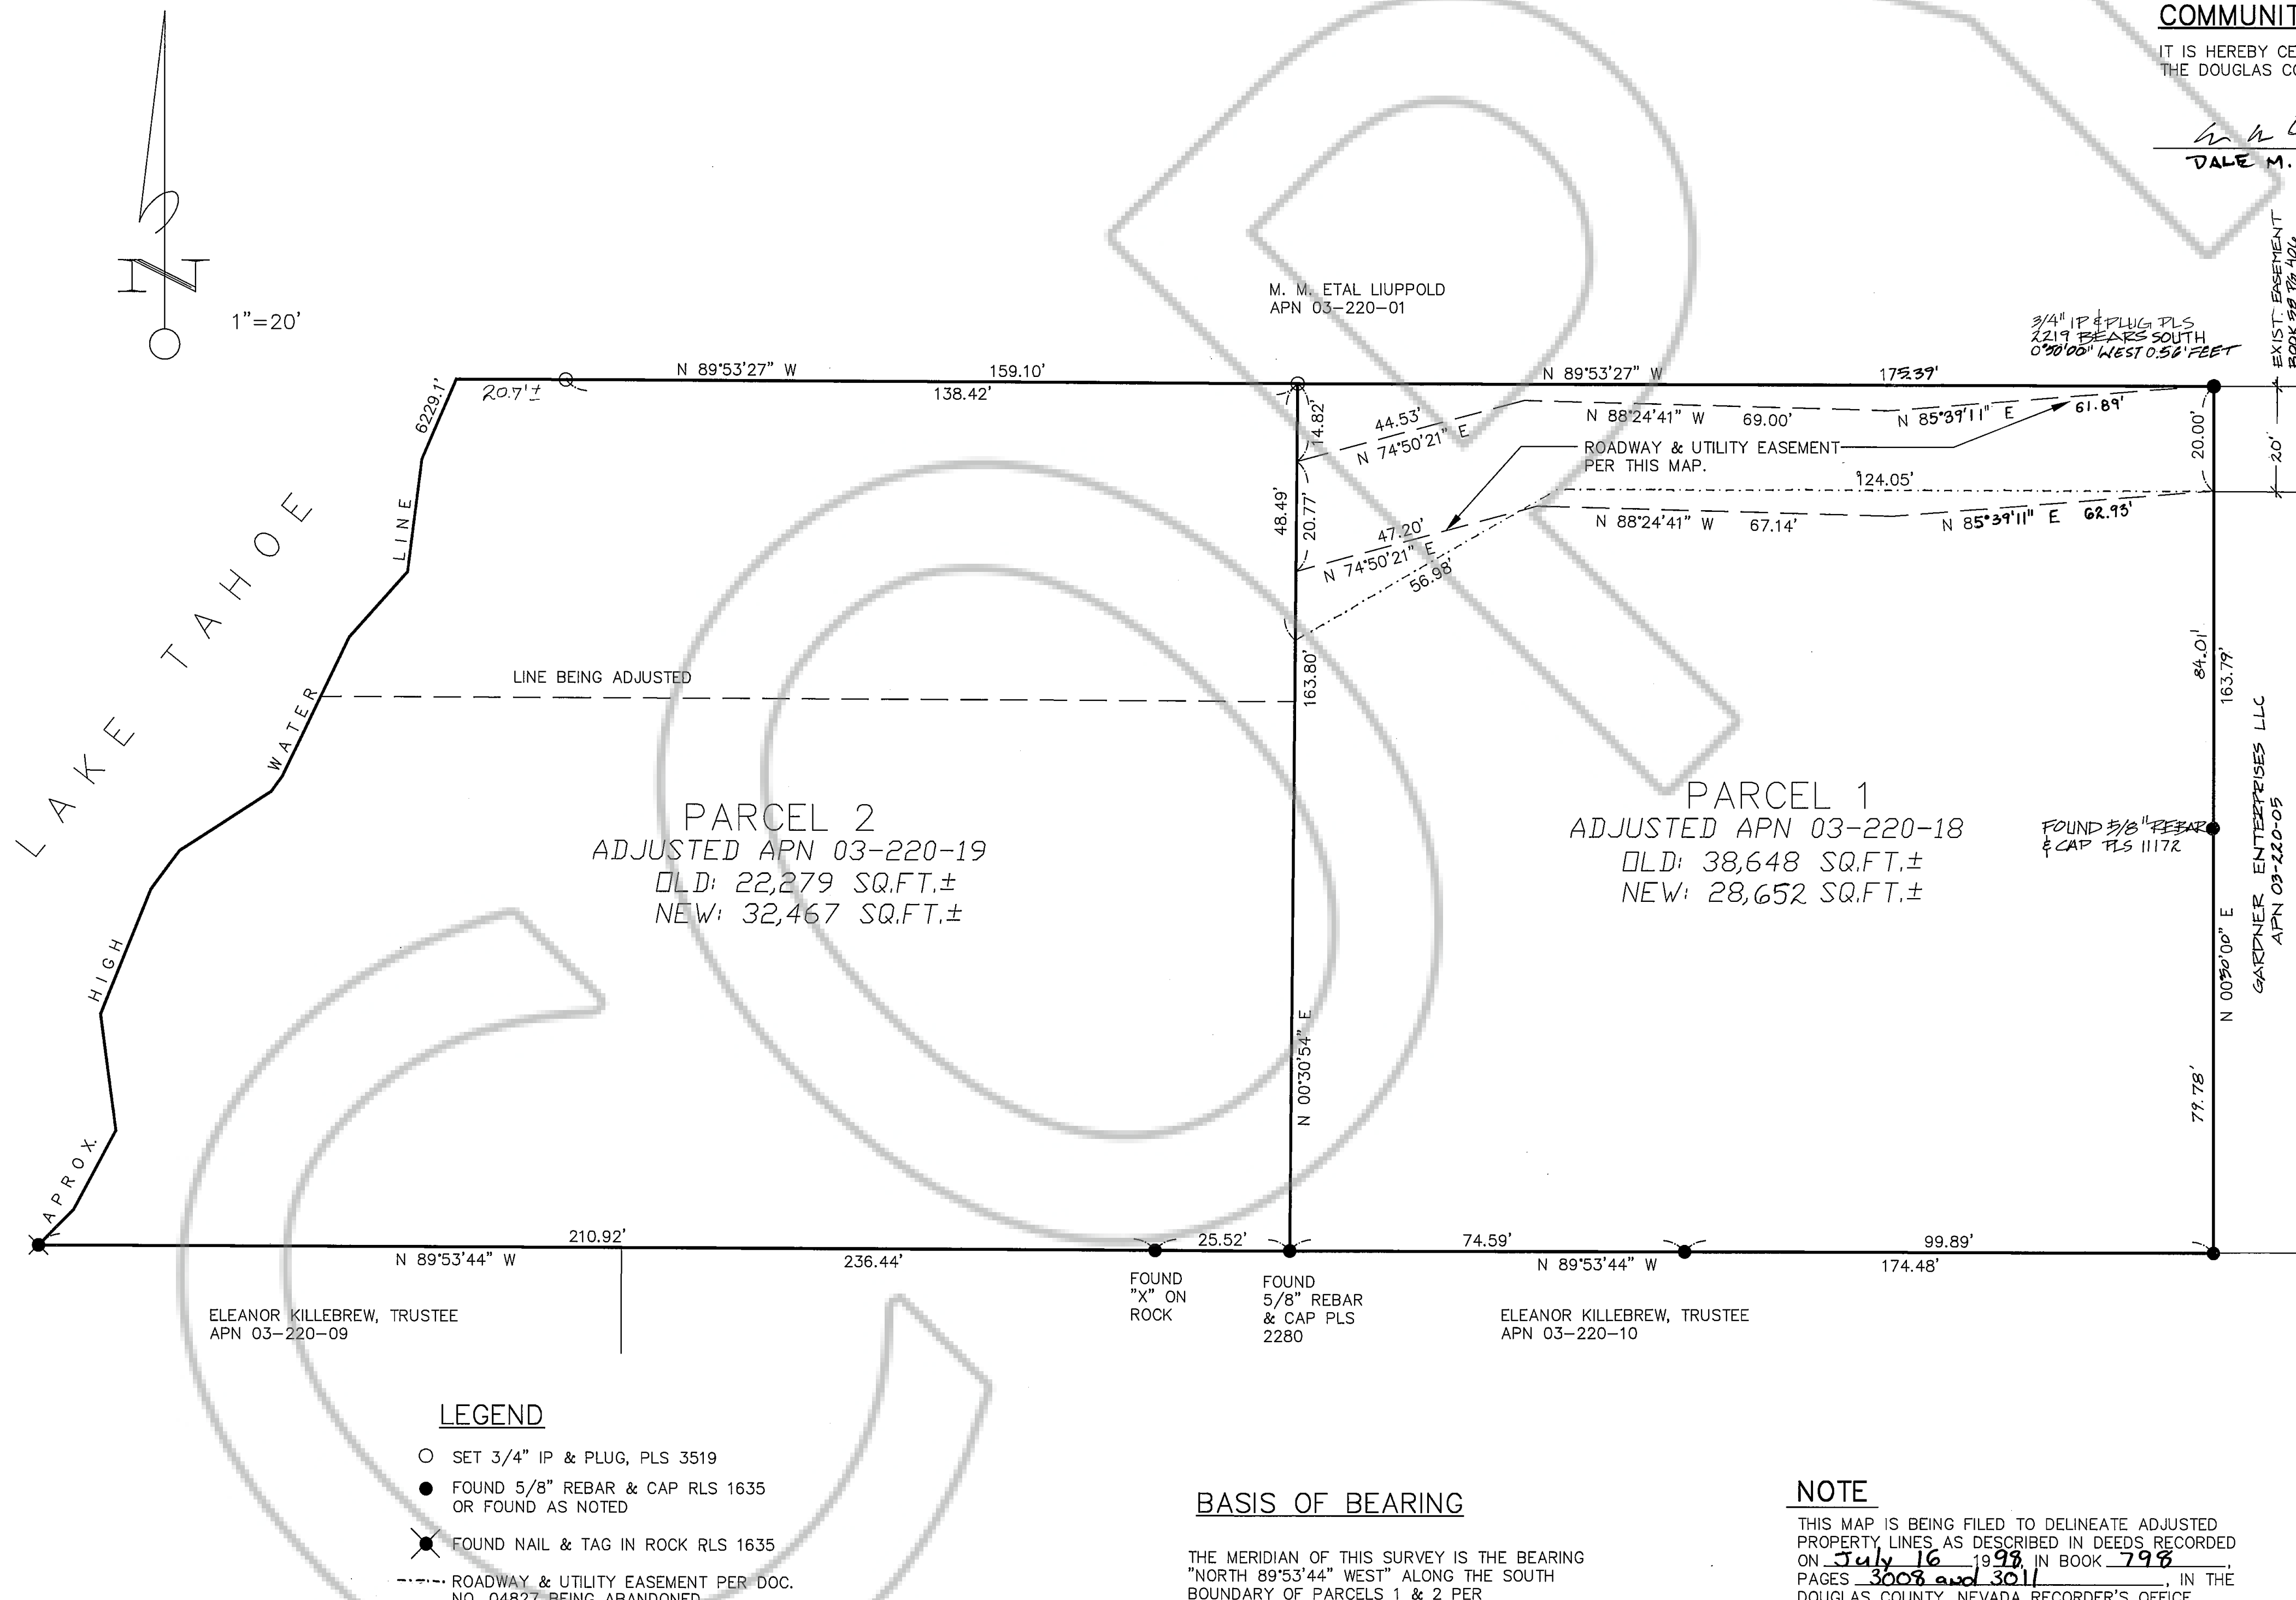 COMMUNIT
IT IS HEREBY CE
THE DOUGLAS CO
DALE M.
N
1"=20'
M. M. ETAL LIUPPOLD
APN 03-220-01
3/4" IP & PLUG PLS
2219 BEARS SOUTH
0°30'00" WEST 0.56' FEET
EXIST. EASEMENT
20'
6229.1'
20.7'±
N 89°53'27" W
159.10'
138.42'
N 89°53'27" W
175.39'
14.82'
44.53'
N 74°50'21" E
N 88°24'41" W
69.00'
N 85°39'11" E
61.89'
20.00'
ROADWAY & UTILITY EASEMENT
PER THIS MAP.
124.05'
48.49'
20.77'
47.20'
N 74°50'21" E
56.98'
N 88°24'41" W
67.14'
N 85°39'11" E
62.93'
LAKE TAHOE
APROX. HIGH WATER LINE
LINE BEING ADJUSTED
163.80'
84.01'
163.79'
PARCEL 2
ADJUSTED APN 03-220-19
OLD: 22,279 SQ.FT.±
NEW: 32,467 SQ.FT.±
PARCEL 1
ADJUSTED APN 03-220-18
OLD: 38,648 SQ.FT.±
NEW: 28,652 SQ.FT.±
FOUND 5/8" REBAR
& CAP PLS 11172
GARDNER ENTERPRISES LLC
APN 03-220-05
N 00°30'54" E
N 00°30'00" E
79.78'
210.92'
N 89°53'44" W
236.44'
25.52'
74.59'
N 89°53'44" W
99.89'
174.48'
FOUND
"X" ON
ROCK
FOUND
5/8" REBAR
& CAP PLS
2280
ELEANOR KILLEBREW, TRUSTEE
APN 03-220-09
ELEANOR KILLEBREW, TRUSTEE
APN 03-220-10
LEGEND
SET 3/4" IP & PLUG, PLS 3519
FOUND 5/8" REBAR & CAP RLS 1635
OR FOUND AS NOTED
FOUND NAIL & TAG IN ROCK RLS 1635
ROADWAY & UTILITY EASEMENT PER DOC.
NO. 04827 BEING ABANDONED
BASIS OF BEARING
THE MERIDIAN OF THIS SURVEY IS THE BEARING
"NORTH 89°53'44" WEST" ALONG THE SOUTH
BOUNDARY OF PARCELS 1 & 2 PER
NOTE
THIS MAP IS BEING FILED TO DELINEATE ADJUSTED
PROPERTY LINES AS DESCRIBED IN DEEDS RECORDED
ON July 16 1998, IN BOOK 798,
PAGES 3008 and 3011, IN THE
DOUGLAS COUNTY, NEVADA RECORDER'S OFFICE.
COPY